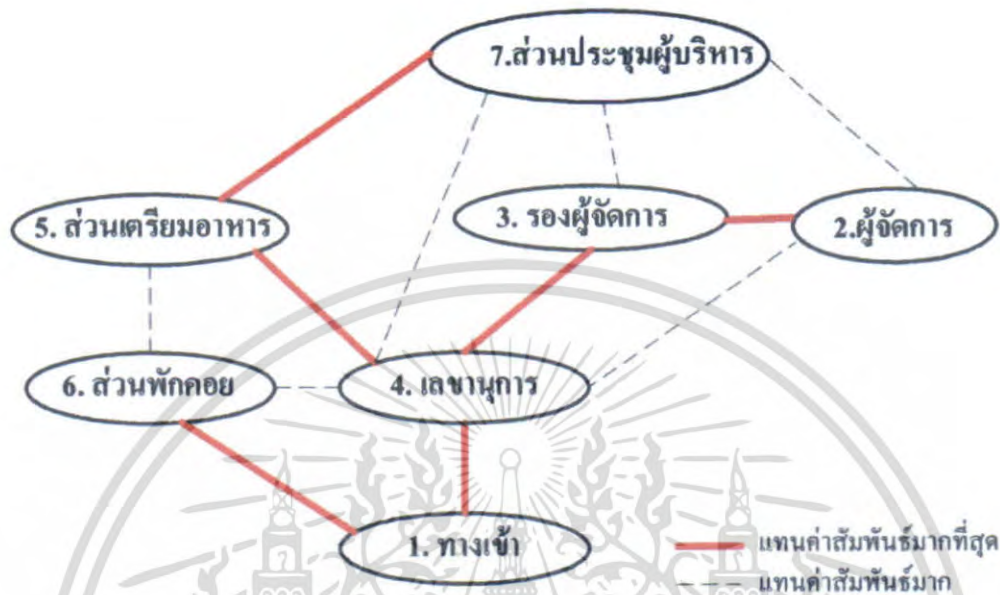 7.ส่วนประชุมผู้บริหาร
5. ส่วนเตรียมอาหาร
3. รองผู้จัดการ
2.ผู้จัดการ
6. ส่วนพักคอย
4. เลขานุการ
1. ทางเข้า
แทนค่าสัมพันธ์มากที่สุด
แทนค่าสัมพันธ์มาก